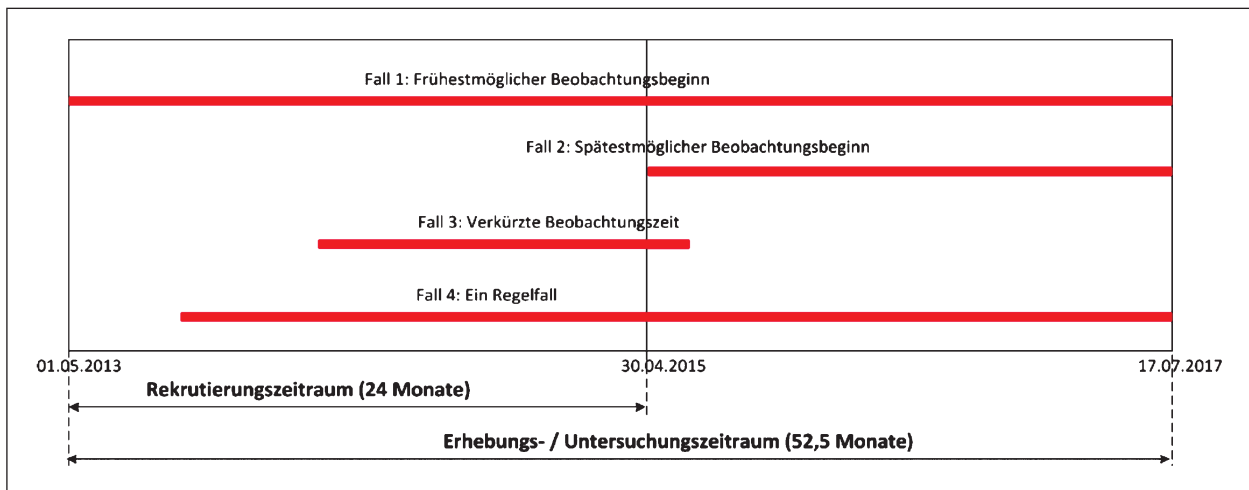 Fall 1: Frühestmöglicher Beobachtungsbeginn
Fall 2: Spätestmöglicher Beobachtungsbeginn
Fall 3: Verkürzte Beobachtungszeit
Fall 4: Ein Regelfall
01.05.2013 30.04.2015 17.07.2017
Rekrutierungszeitraum (24 Monate)
Erhebungs- / Untersuchungszeitraum (52,5 Monate)